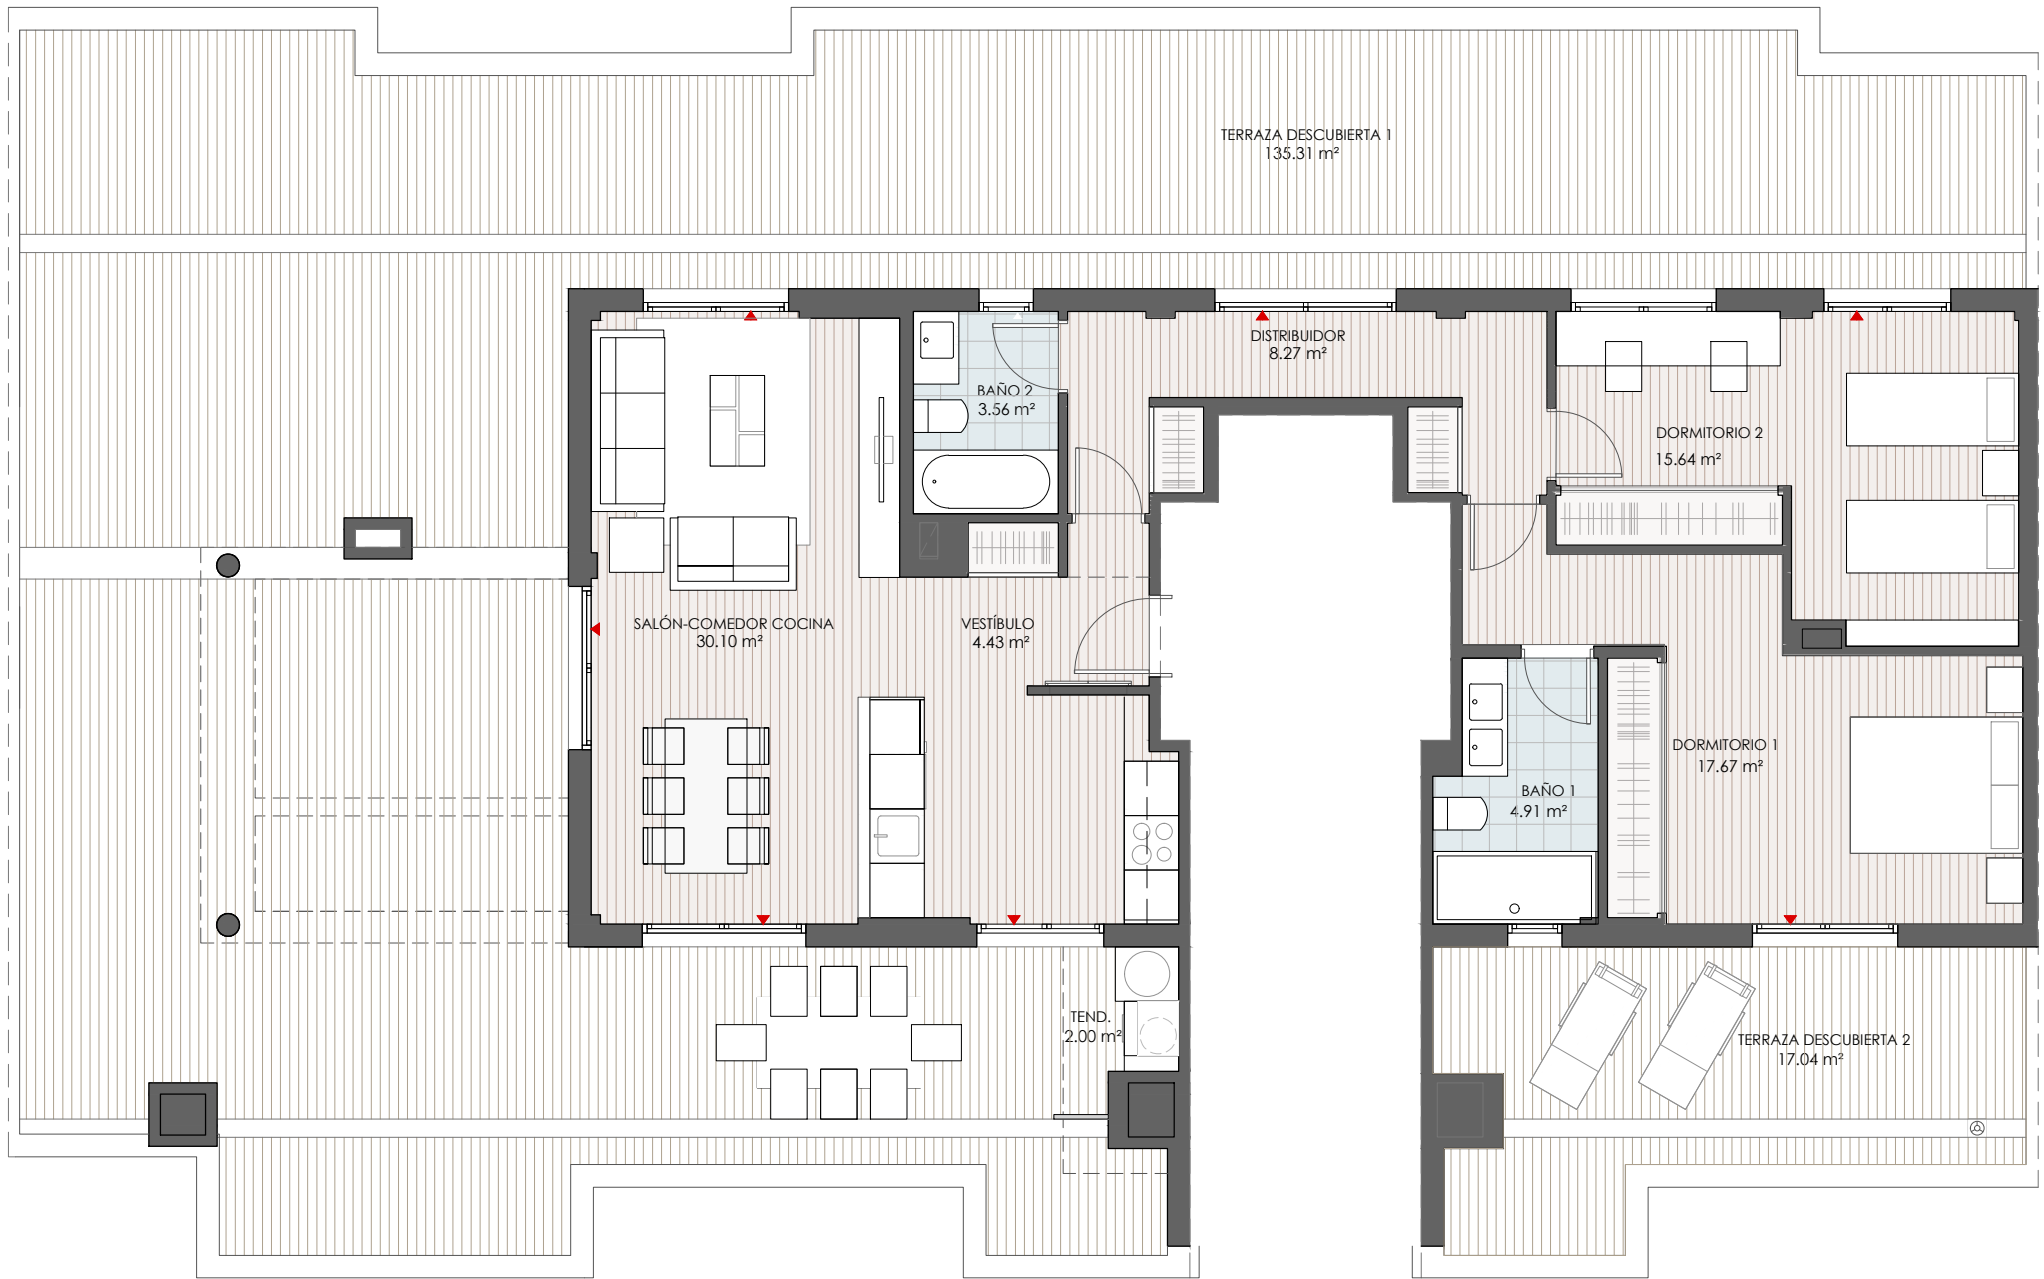 TERRAZA DESCUBIERTA 1
135.31 m²
DISTRIBUIDOR
8.27 m²
BAÑO 2
3.56 m²
DORMITORIO 2
15.64 m²
SALÓN-COMEDOR COCINA
30.10 m²
VESTÍBULO
4.43 m²
DORMITORIO 1
17.67 m²
BAÑO 1
4.91 m²
TEND.
2.00 m²
TERRAZA DESCUBIERTA 2
17.04 m²